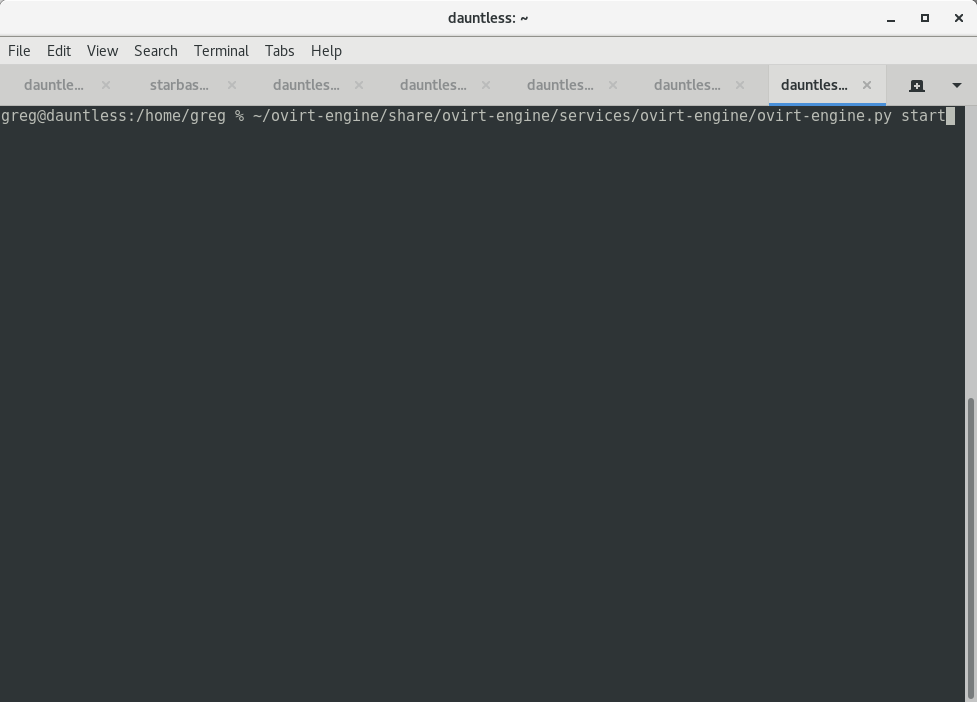 dauntless: ~
File Edit View Search Terminal Tabs Help
dauntle... starbas... dauntles... dauntles... dauntles... dauntles... dauntles...
greg@dauntless:/home/greg % ~/ovirt-engine/share/ovirt-engine/services/ovirt-engine/ovirt-engine.py start